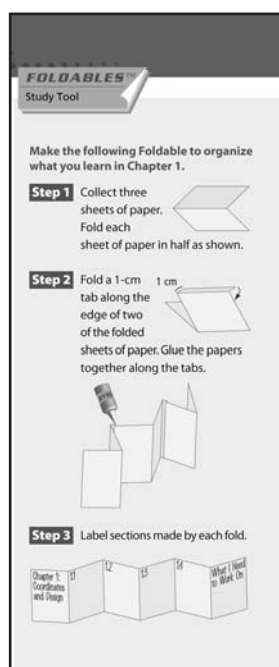 FOLDABLES™
Study Tool
Make the following Foldable to organize
what you learn in Chapter 1.
Step 1 Collect three
sheets of paper.
Fold each
sheet of paper in half as shown.
Step 2 Fold a 1-cm
tab along the
edge of two
of the folded
sheets of paper. Glue the papers
together along the tabs.
1 cm
Step 3 Label sections made by each fold.
Chapter 1:
Coordinates
and Design
1.1
1.2
1.3
1.4
What I Need
to Work On